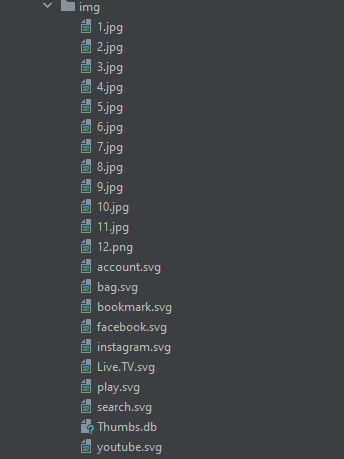 img
1.jpg
2.jpg
3.jpg
4.jpg
5.jpg
6.jpg
7.jpg
8.jpg
9.jpg
10.jpg
11.jpg
12.png
account.svg
bag.svg
bookmark.svg
facebook.svg
instagram.svg
Live.TV.svg
play.svg
search.svg
Thumbs.db
youtube.svg